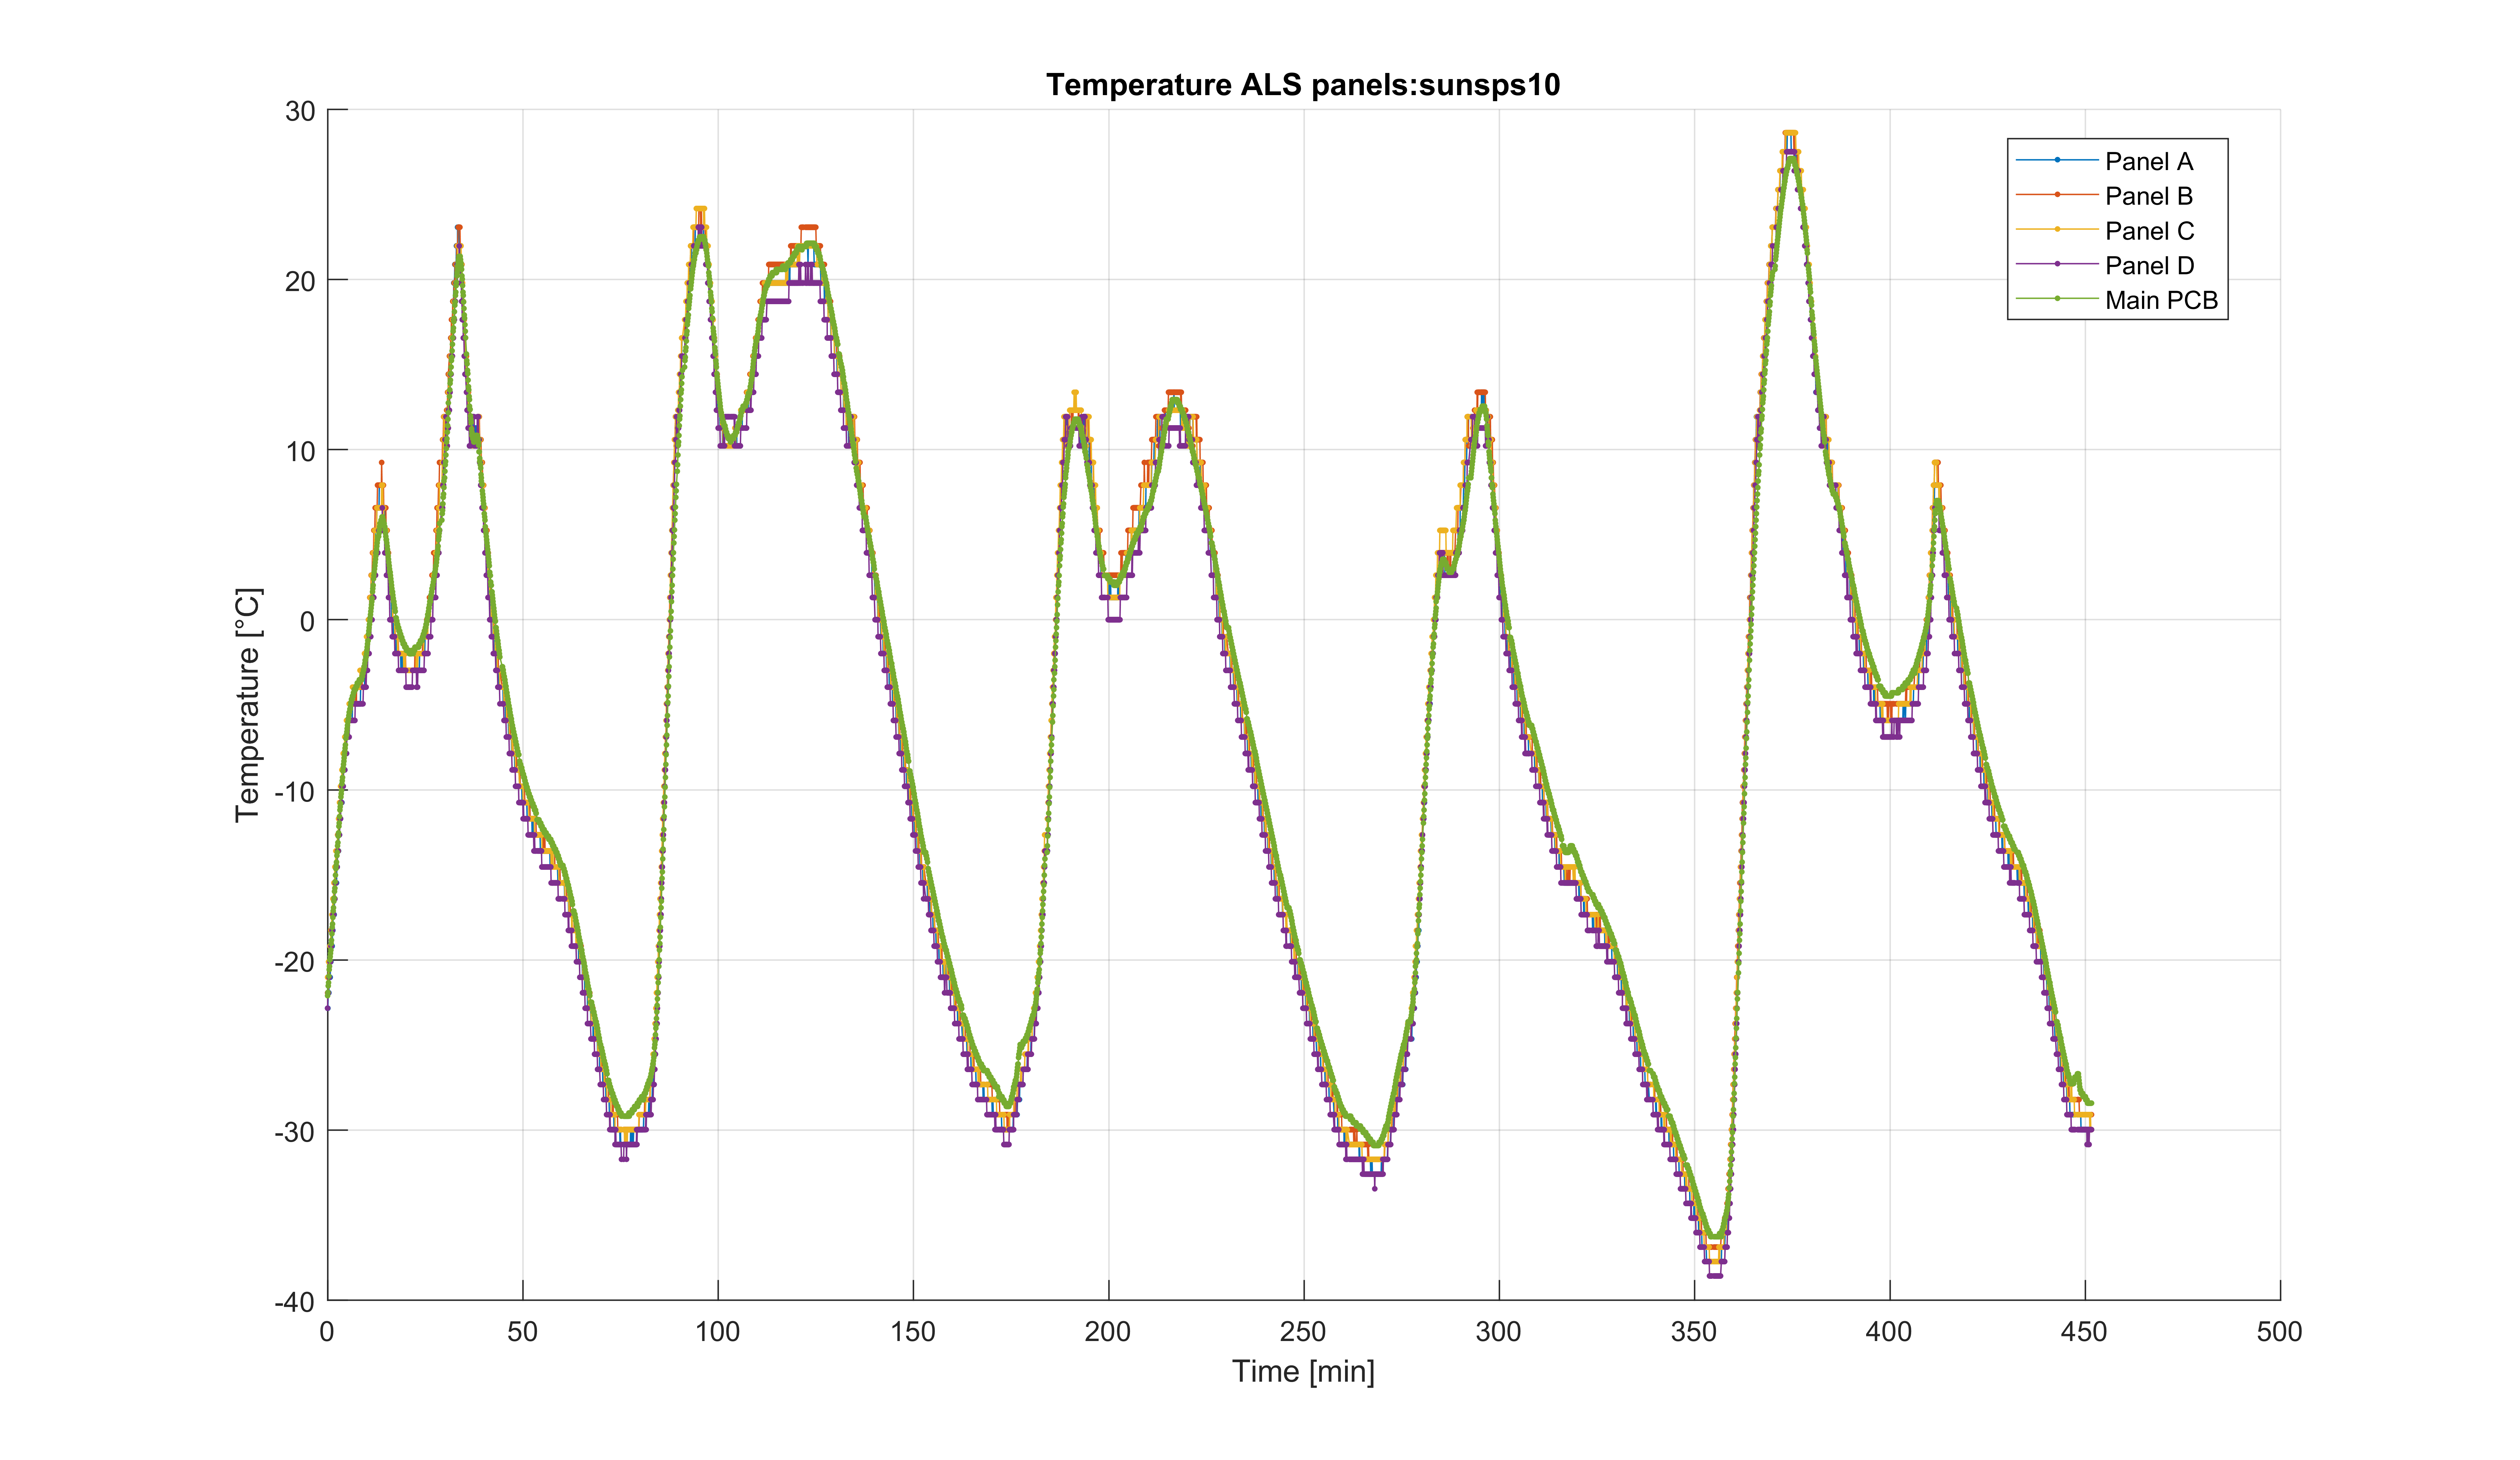 Temperature ALS panels:sunsps10
30
20
10
0
-10
-20
-30
-40
Temperature [°C]
Panel A
Panel B
Panel C
Panel D
Main PCB
0 50 100 150 200 250 300 350 400 450 500
Time [min]